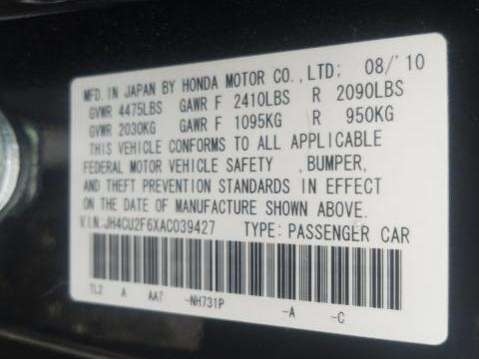 MFD. IN JAPAN BY HONDA MOTOR CO., LTD; 08/'10
GVWR 4475LBS GAWR F 2410LBS R 2090LBS
GVWR 2030KG GAWR F 1095KG R 950KG
THIS VEHICLE CONFORMS TO ALL APPLICABLE
FEDERAL MOTOR VEHICLE SAFETY , BUMPER,
AND THEFT PREVENTION STANDARDS IN EFFECT
ON THE DATE OF MANUFACTURE SHOWN ABOVE.
V.I.N. JH4CU2F6XAC039427 TYPE: PASSENGER CAR
TL2 A AA7 -NH731P -A -C